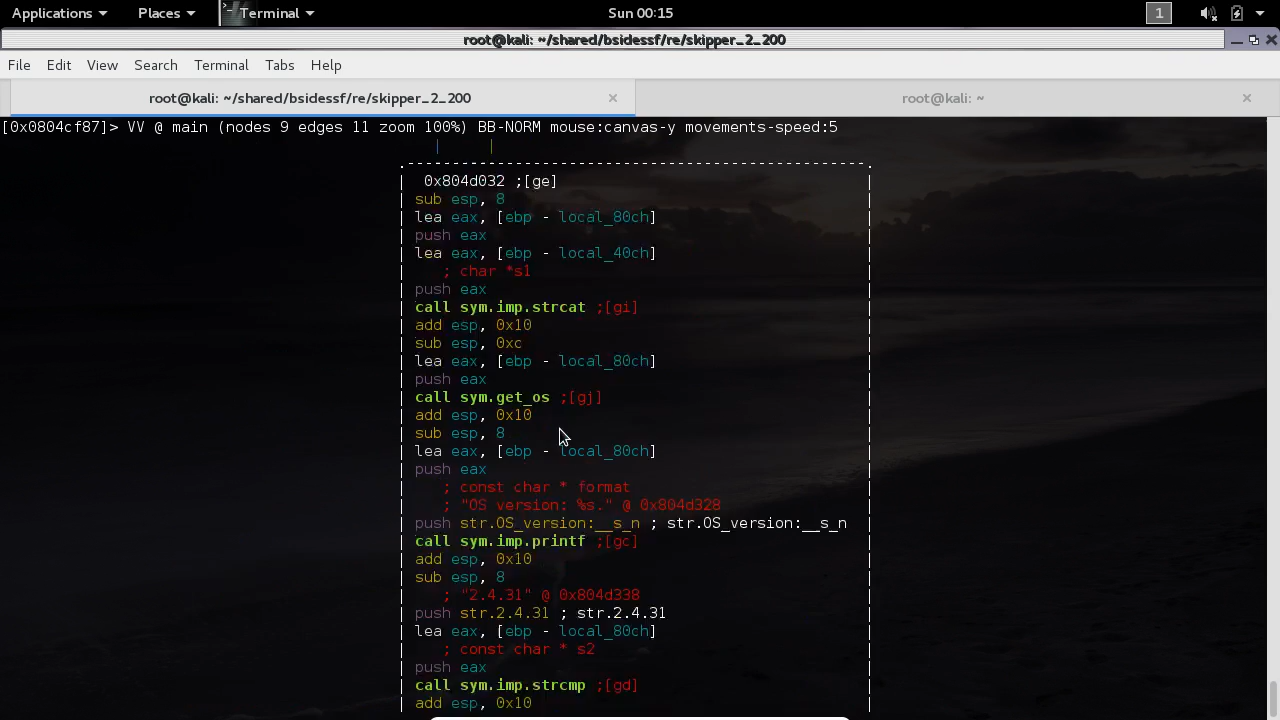 Applications Places Terminal Sun 00:15 1
root@kali: ~/shared/bsidessf/re/skipper_2_200
File Edit View Search Terminal Tabs Help
root@kali: ~/shared/bsidessf/re/skipper_2_200 × root@kali: ~ ×
[0x0804cf87]> VV @ main (nodes 9 edges 11 zoom 100%) BB-NORM mouse:canvas-y movements-speed:5
0x804d032 ;[ge]
sub esp, 8
lea eax, [ebp - local_80ch]
push eax
lea eax, [ebp - local_40ch]
; char *s1
push eax
call sym.imp.strcat ;[gi]
add esp, 0x10
sub esp, 0xc
lea eax, [ebp - local_80ch]
push eax
call sym.get_os ;[gj]
add esp, 0x10
sub esp, 8
lea eax, [ebp - local_80ch]
push eax
; const char * format
; "OS version: %s." @ 0x804d328
push str.OS_version:__s_n ; str.OS_version:__s_n
call sym.imp.printf ;[gc]
add esp, 0x10
sub esp, 8
; "2.4.31" @ 0x804d338
push str.2.4.31 ; str.2.4.31
lea eax, [ebp - local_80ch]
; const char * s2
push eax
call sym.imp.strcmp ;[gd]
add esp, 0x10